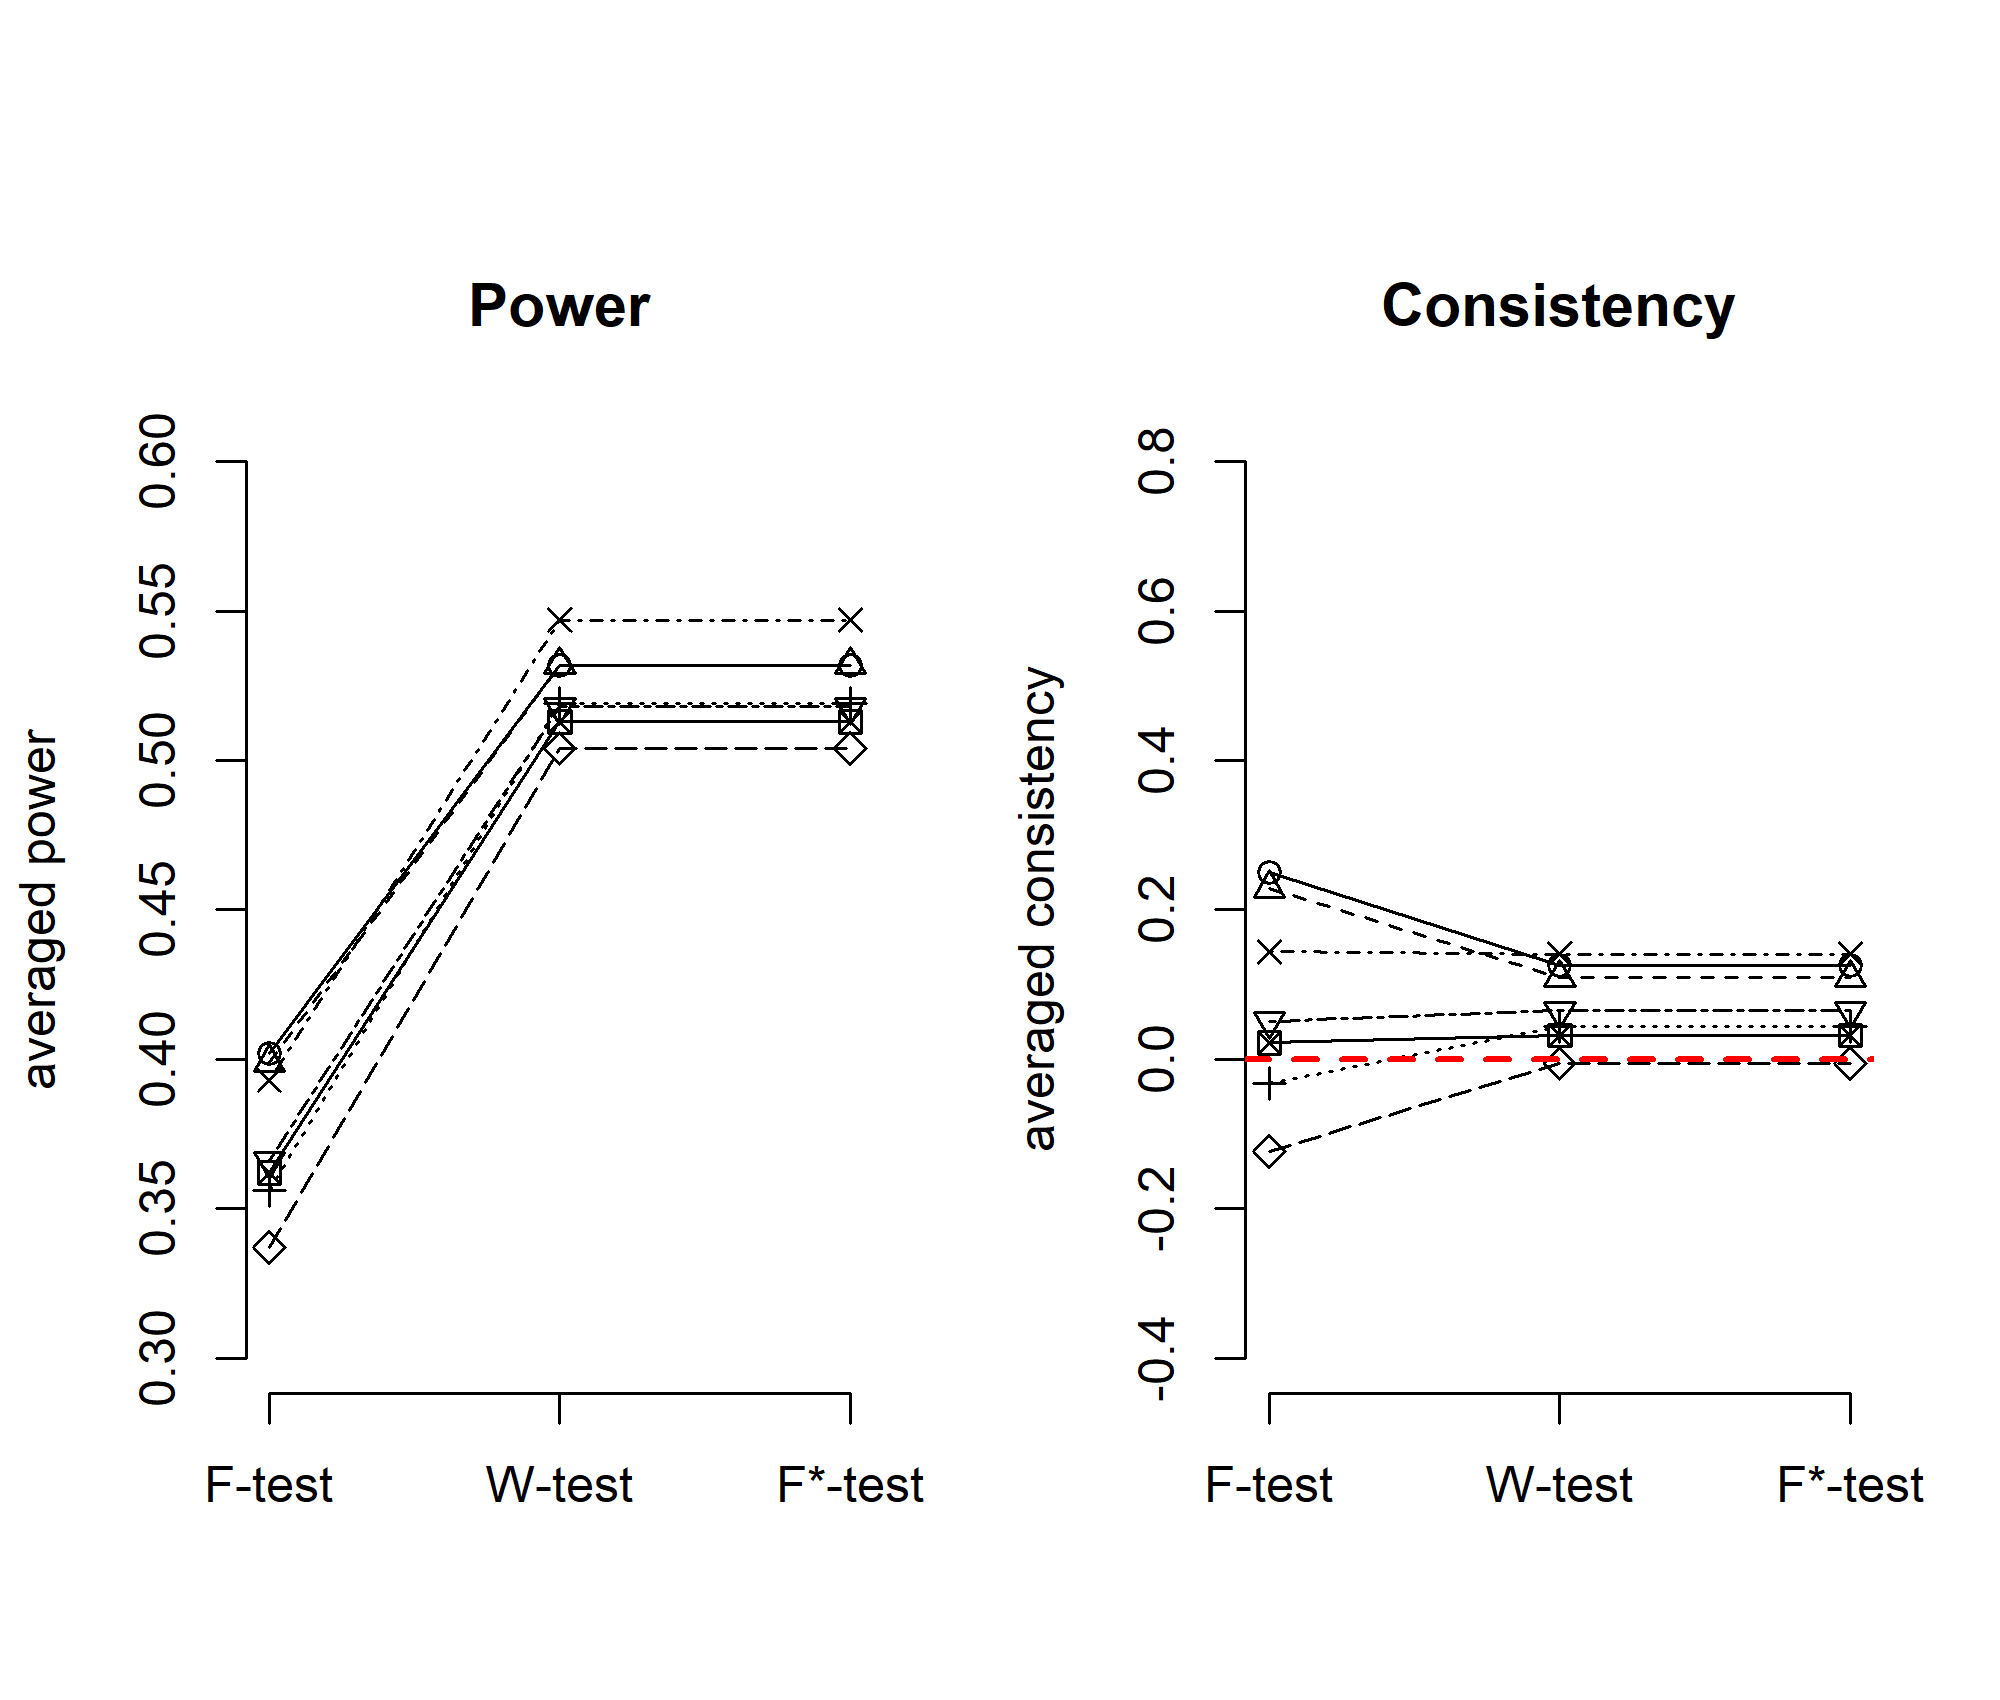 Power
averaged power
0.60
0.55
0.50
0.45
0.40
0.35
0.30
F-test W-test F*-test
Consistency
averaged consistency
0.8
0.6
0.4
0.2
0.0
-0.2
-0.4
F-test W-test F*-test